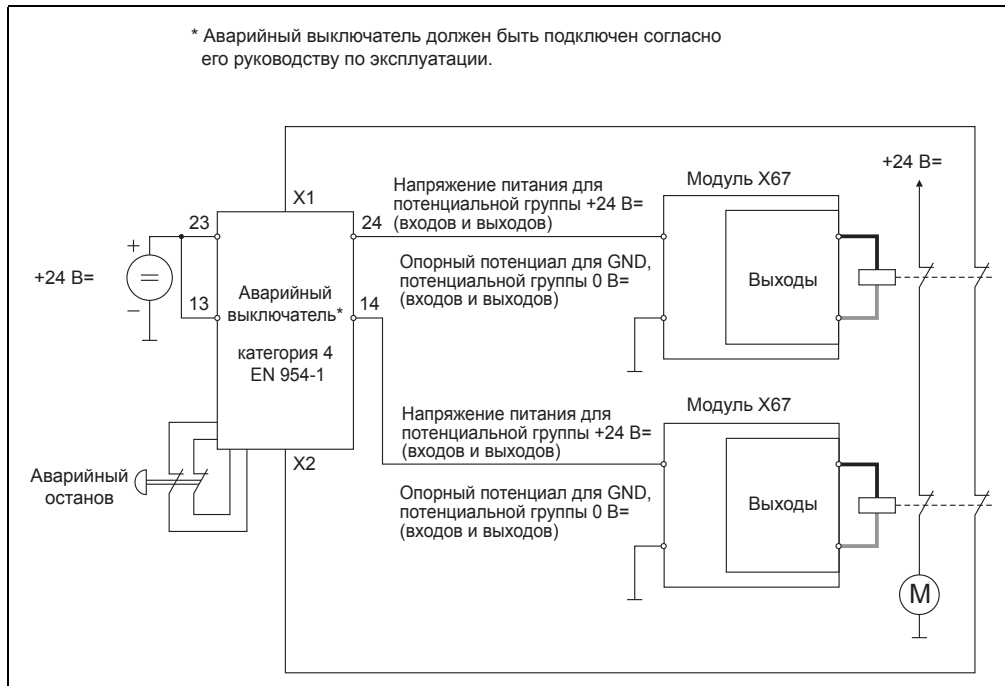 * Аварийный выключатель должен быть подключен согласно
его руководству по эксплуатации.
+24 В=
Модуль X67
X1
Напряжение питания для
потенциальной группы +24 В=
(входов и выходов)
23
24
Опорный потенциал для GND,
потенциальной группы 0 В=
(входов и выходов)
Выходы
+
+24 В=
–
Аварийный
выключатель*
13
14
категория 4
EN 954-1
Напряжение питания для
потенциальной группы +24 В=
(входов и выходов)
Модуль X67
X2
Аварийный
останов
Опорный потенциал для GND,
потенциальной группы 0 В=
(входов и выходов)
Выходы
M